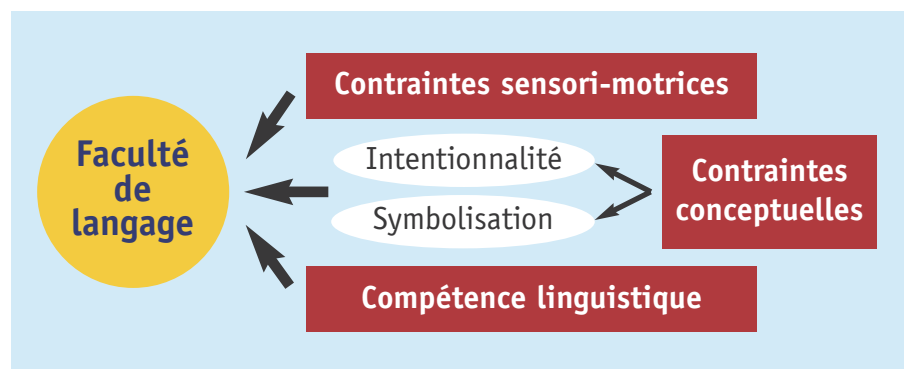 Contraintes sensori-motrices
Faculté
de
langage
Intentionnalité
Symbolisation
Contraintes
conceptuelles
Compétence linguistique